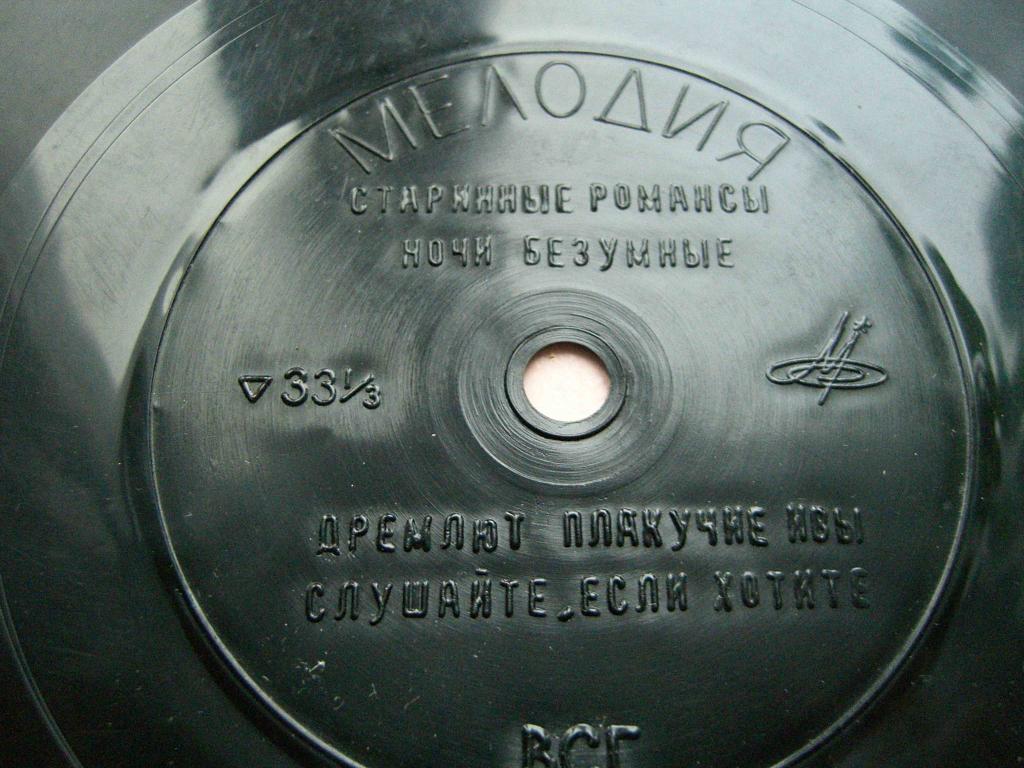 МЕЛОДИЯ
СТАРИННЫЕ РОМАНСЫ
НОЧИ БЕЗУМНЫЕ
▽ 33⅓
ДРЕМЛЮТ ПЛАКУЧИЕ ИВЫ
СЛУШАЙТЕ, ЕСЛИ ХОТИТЕ
ВСГ